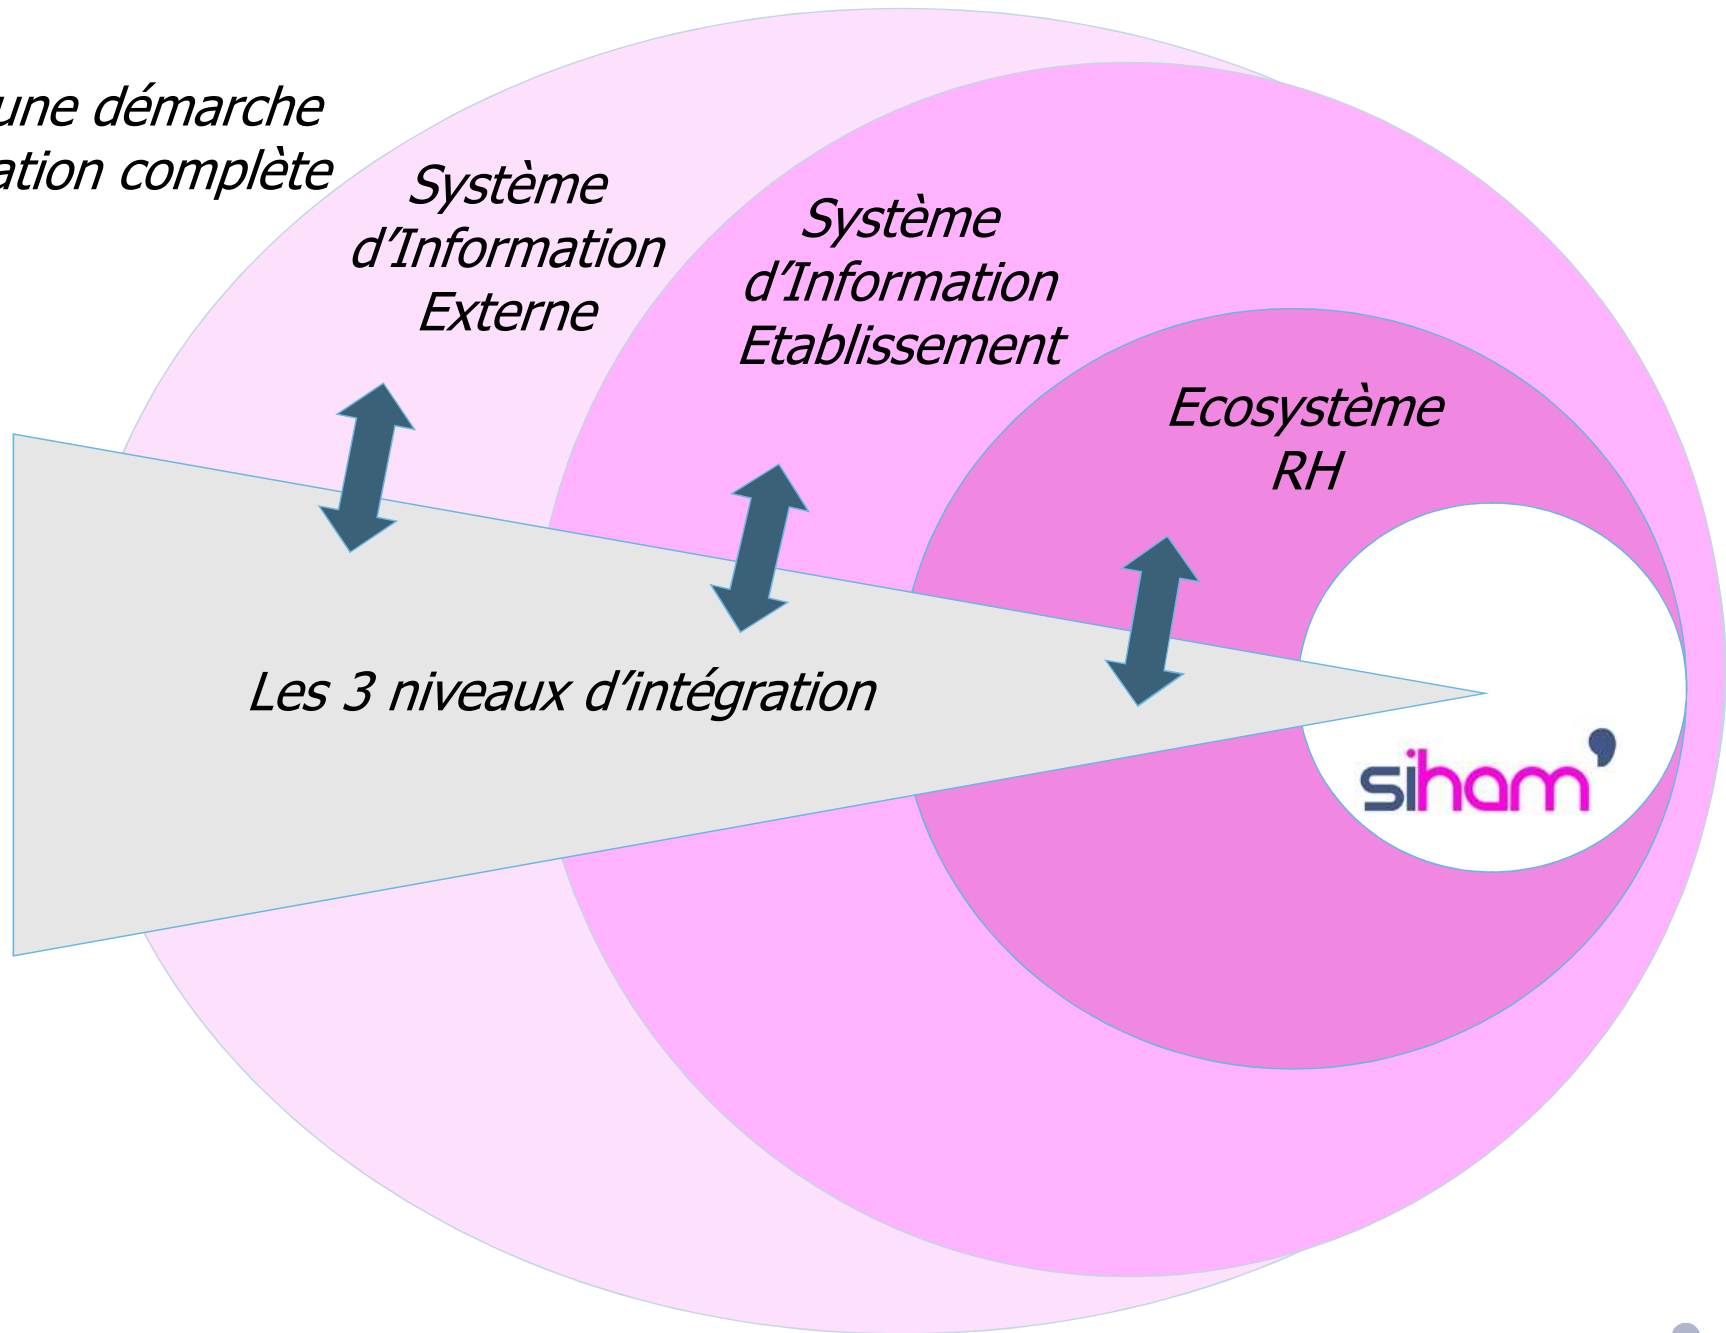 une démarche
ation complète
Système
d’Information
Externe
Système
d’Information
Etablissement
Ecosystème
RH
Les 3 niveaux d’intégration
siham’